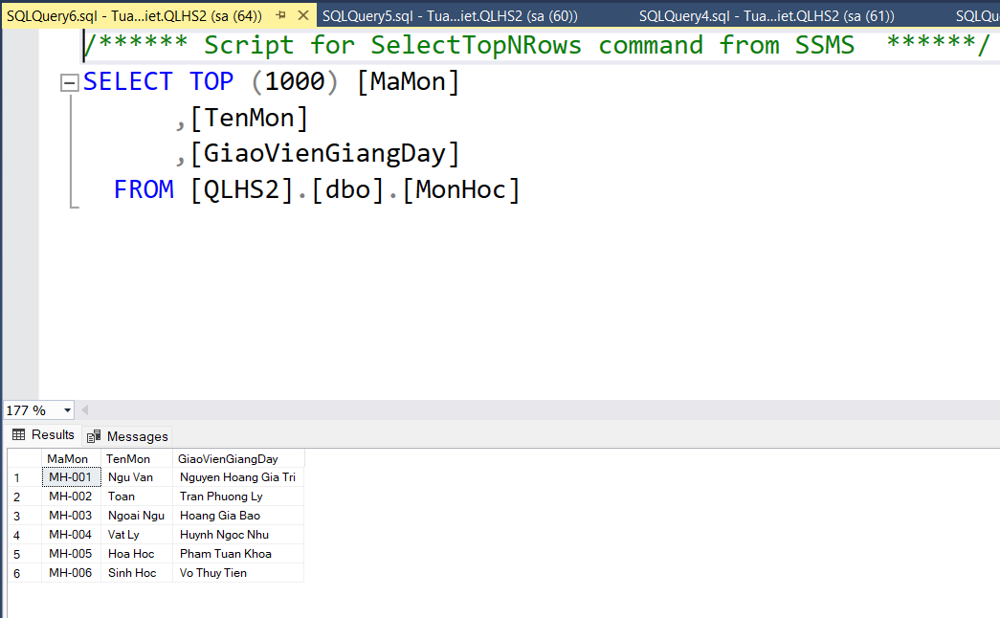 SQLQuery6.sql - Tua...iet.QLHS2 (sa (64)) SQLQuery5.sql - Tua...iet.QLHS2 (sa (60)) SQLQuery4.sql - Tua...iet.QLHS2 (sa (61)) SQLQu
/****** Script for SelectTopNRows command from SSMS  ******/
SELECT TOP (1000) [MaMon]
,[TenMon]
,[GiaoVienGiangDay]
FROM [QLHS2].[dbo].[MonHoc]
177 %
Results Messages
MaMon TenMon GiaoVienGiangDay
1 MH-001 Ngu Van Nguyen Hoang Gia Tri
2 MH-002 Toan Tran Phuong Ly
3 MH-003 Ngoai Ngu Hoang Gia Bao
4 MH-004 Vat Ly Huynh Ngoc Nhu
5 MH-005 Hoa Hoc Pham Tuan Khoa
6 MH-006 Sinh Hoc Vo Thuy Tien